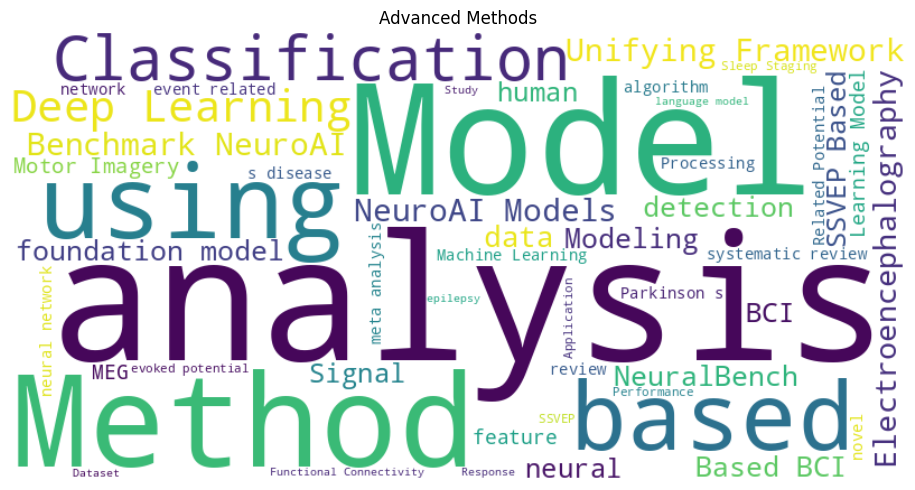 Advanced Methods
Classification
Unifying Framework
Sleep Staging
network
event related
Study
human
algorithm
language model
Deep Learning
Model
Benchmark NeuroAI
Motor Imagery
s disease
Processing
Related Potential
SSVEP Based
Learning Model
Electroencephalography
using
NeuroAI Models
detection
foundation model
data
Modeling
meta analysis
Machine Learning
systematic review
analysis
neural network
epilepsy
Application
Parkinson s
BCI
MEG
evoked potential
Signal
review
NeuralBench
Performance
Method
based
SSVEP
feature
novel
Dataset
Functional Connectivity
Response
neural
Based BCI